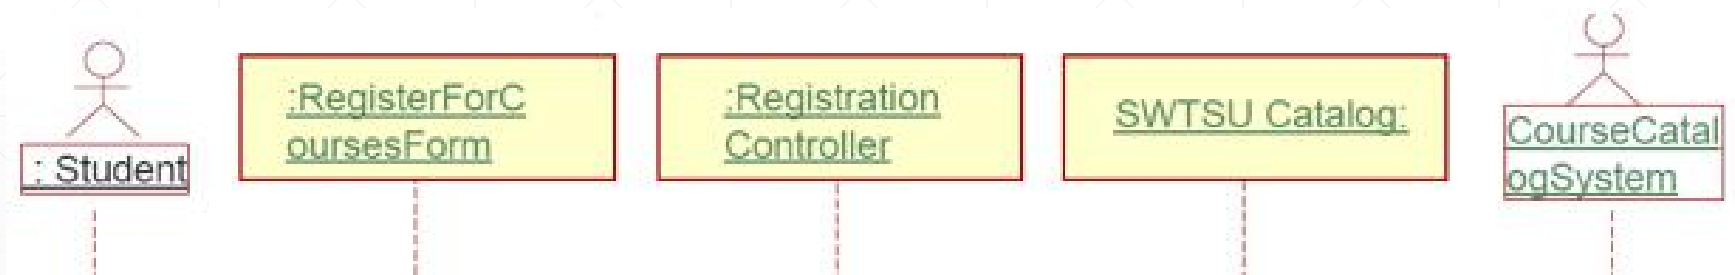 : Student
:RegisterForC
oursesForm
:Registration
Controller
SWTSU Catalog:
CourseCatal
ogSystem